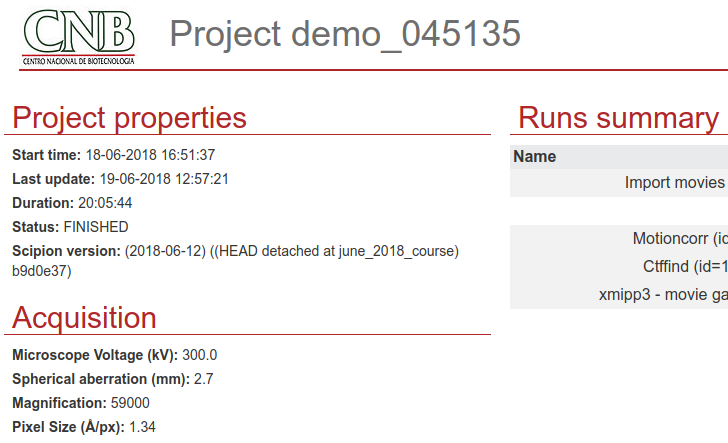 CNB
CENTRO NACIONAL DE BIOTECNOLOGIA
Project demo_045135
Project properties
Start time: 18-06-2018 16:51:37
Last update: 19-06-2018 12:57:21
Duration: 20:05:44
Status: FINISHED
Scipion version: (2018-06-12) ((HEAD detached at june_2018_course)
b9d0e37)
Acquisition
Microscope Voltage (kV): 300.0
Spherical aberration (mm): 2.7
Magnification: 59000
Pixel Size (Å/px): 1.34
Runs summary
Name
Import movies
Motioncorr (id
Ctffind (id=1
xmipp3 - movie ga